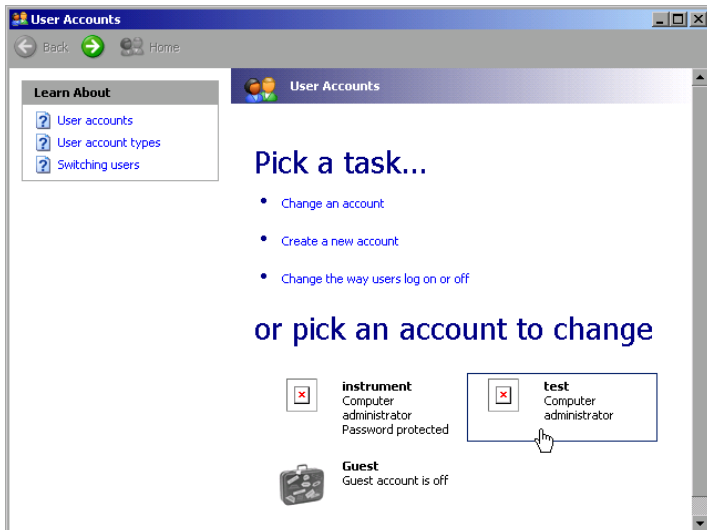 User Accounts
Back Home
Learn About
User accounts
User account types
Switching users
User Accounts
Pick a task...
Change an account
Create a new account
Change the way users log on or off
or pick an account to change
instrument
Computer
administrator
Password protected
test
Computer
administrator
Guest
Guest account is off